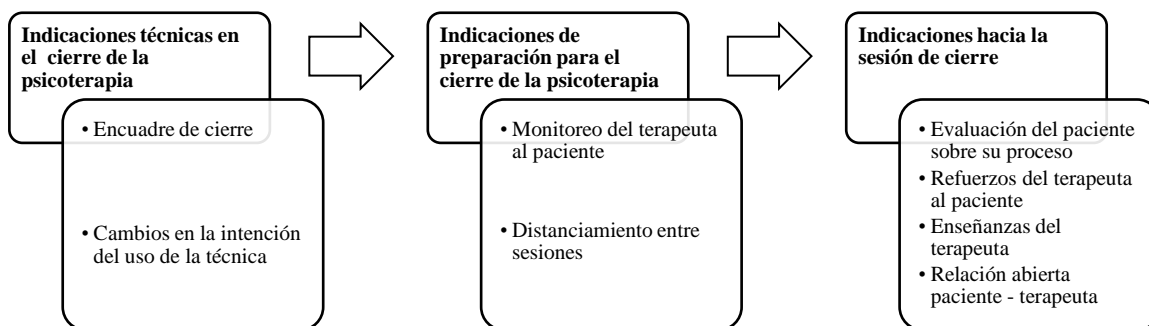 Indicaciones técnicas en
el cierre de la
psicoterapia
• Encuadre de cierre
• Cambios en la intención
del uso de la técnica
Indicaciones de
preparación para el
cierre de la psicoterapia
• Monitoreo del terapeuta
al paciente
• Distanciamiento entre
sesiones
Indicaciones hacia la
sesión de cierre
• Evaluación del paciente
sobre su proceso
• Refuerzos del terapeuta
al paciente
• Enseñanzas del
terapeuta
• Relación abierta
paciente - terapeuta